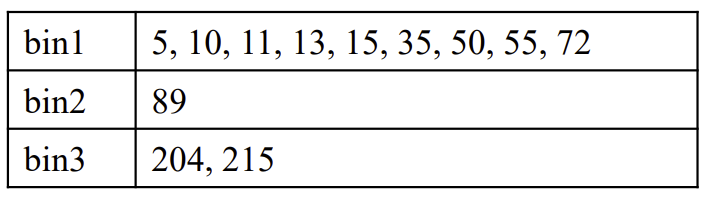 bin1 5, 10, 11, 13, 15, 35, 50, 55, 72
bin2 89
bin3 204, 215